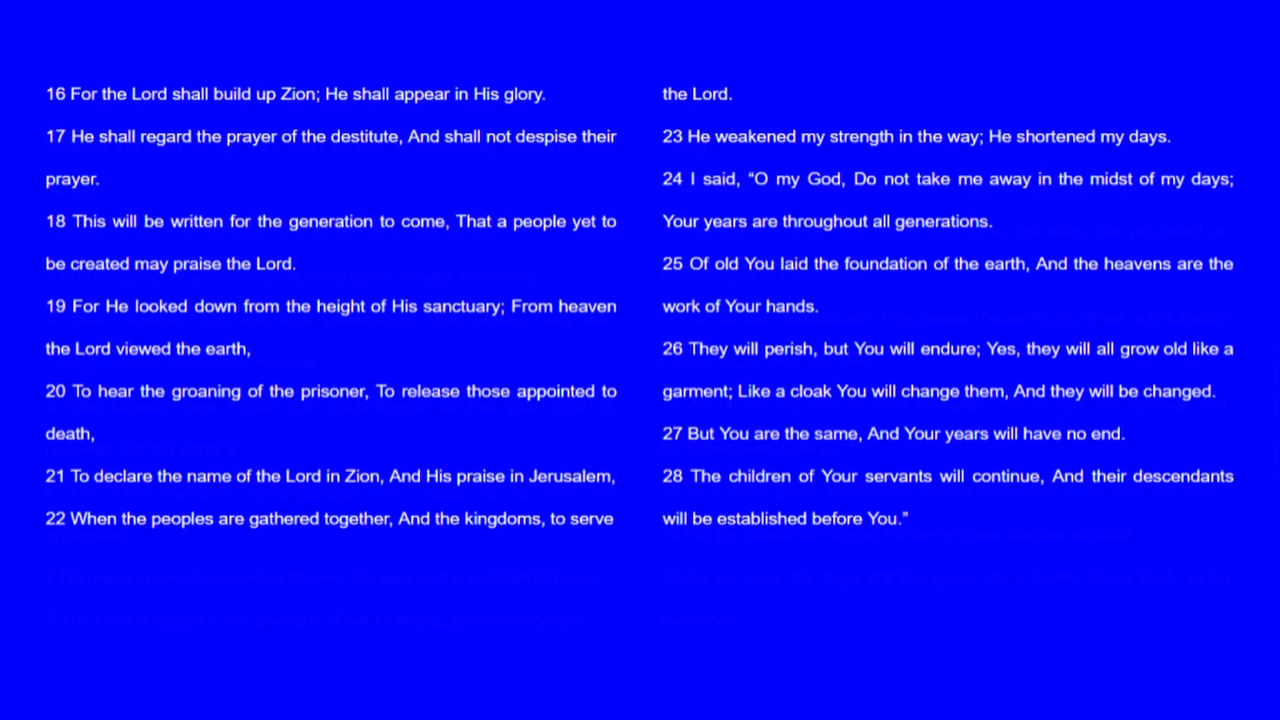 16 For the Lord shall build up Zion; He shall appear in His glory.
17 He shall regard the prayer of the destitute, And shall not despise their
prayer.
18 This will be written for the generation to come, That a people yet to
be created may praise the Lord.
19 For He looked down from the height of His sanctuary; From heaven
the Lord viewed the earth,
20 To hear the groaning of the prisoner, To release those appointed to
death,
21 To declare the name of the Lord in Zion, And His praise in Jerusalem,
22 When the peoples are gathered together, And the kingdoms, to serve
the Lord.
23 He weakened my strength in the way; He shortened my days.
24 I said, “O my God, Do not take me away in the midst of my days;
Your years are throughout all generations.
25 Of old You laid the foundation of the earth, And the heavens are the
work of Your hands.
26 They will perish, but You will endure; Yes, they will all grow old like a
garment; Like a cloak You will change them, And they will be changed.
27 But You are the same, And Your years will have no end.
28 The children of Your servants will continue, And their descendants
will be established before You.”